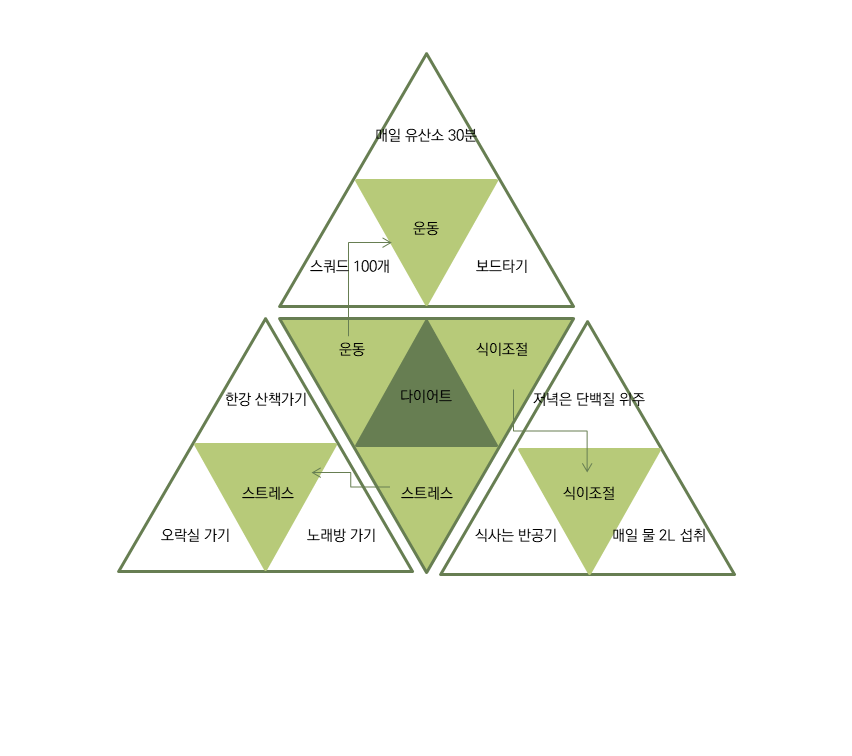 매일 유산소 30분
운동
스쿼드 100개
보드타기
운동
식이조절
다이어트
스트레스
한강 산책가기
스트레스
오락실 가기
노래방 가기
저녁은 단백질 위주
식이조절
식사는 반공기
매일 물 2L 섭취